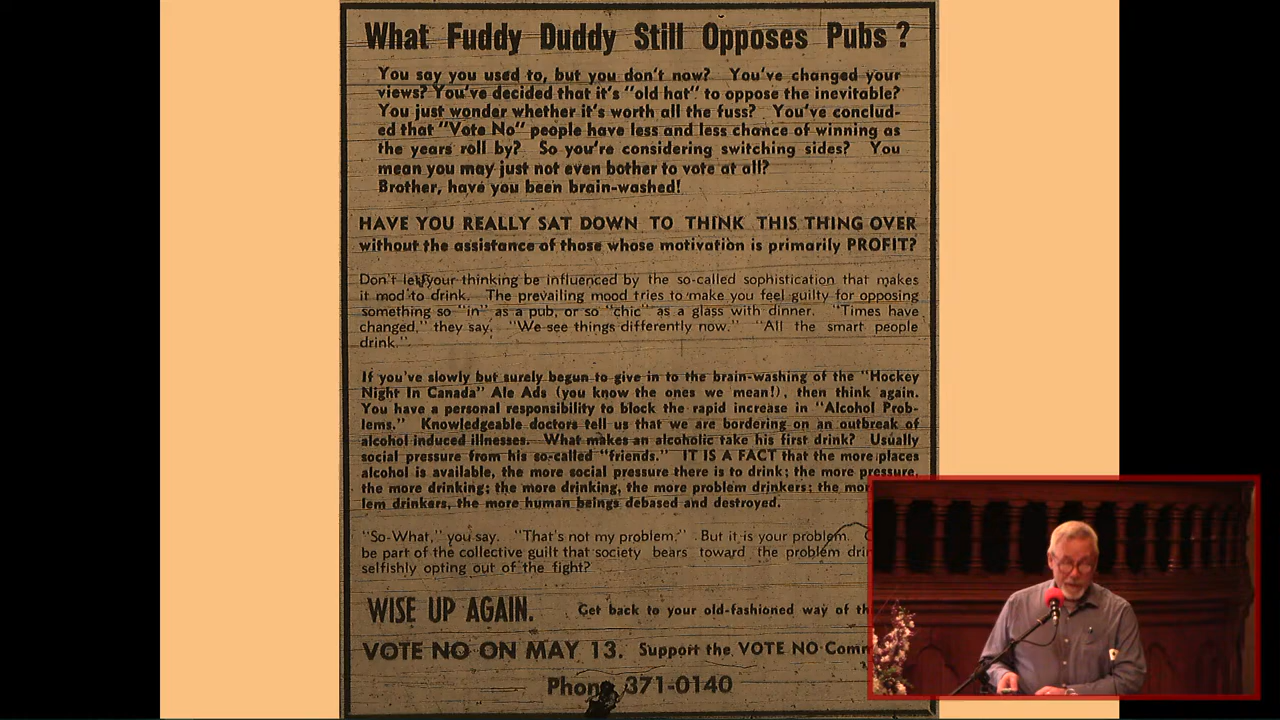 What Fuddy Duddy Still Opposes Pubs ?
You say you used to, but you don't now? You've changed your
views? You've decided that it's "old hat" to oppose the inevitable?
You just wonder whether it's worth all the fuss? You've conclud-
ed that "Vote No" people have less and less chance of winning as
the years roll by? So you're considering switching sides? You
mean you may just not even bother to vote at all?
Brother, have you been brain-washed!
HAVE YOU REALLY SAT DOWN TO THINK THIS THING OVER
without the assistance of those whose motivation is primarily PROFIT?
Don't let your thinking be influenced by the so-called sophistication that makes
it mod to drink. The prevailing mood tries to make you feel guilty for opposing
something so "in" as a pub, or so "chic" as a glass with dinner. "Times have
changed," they say. "We see things differently now." "All the smart people
drink."
If you've slowly but surely begun to give in to the brain-washing of the "Hockey
Night In Canada" Ale Ads (you know the ones we mean!), then think again.
You have a personal responsibility to block the rapid increase in "Alcohol Prob-
lems." Knowledgeable doctors tell us that we are bordering on an outbreak of
alcohol induced illnesses. What makes an alcoholic take his first drink? Usually
social pressure from his so-called "friends." IT IS A FACT that the more places
alcohol is available, the more social pressure there is to drink; the more pressure,
the more drinking; the more drinking, the more problem drinkers; the
lem drinkers, the more human beings debased and destroyed.
"So-What," you say. "That's not my problem." But it is your problem.
be part of the collective guilt that society bears toward the problem
selfishly opting out of the fight?
WISE UP AGAIN. Get back to your old-fashioned way of
VOTE NO ON MAY 13. Support the VOTE NO
Phone 371-0140